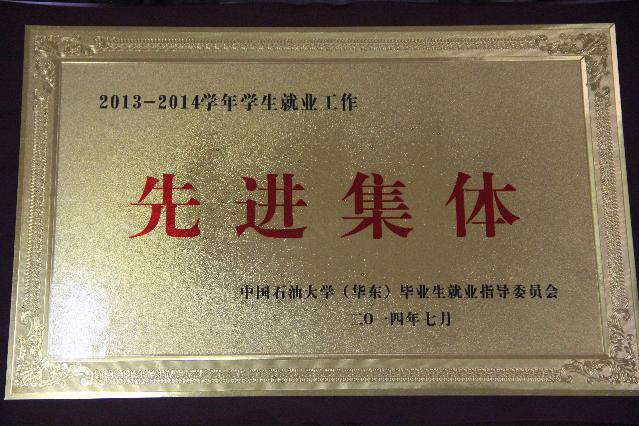 2013-2014学年学生就业工作
先进集体
中国石油大学（华东）毕业生就业指导委员会
二〇一四年七月